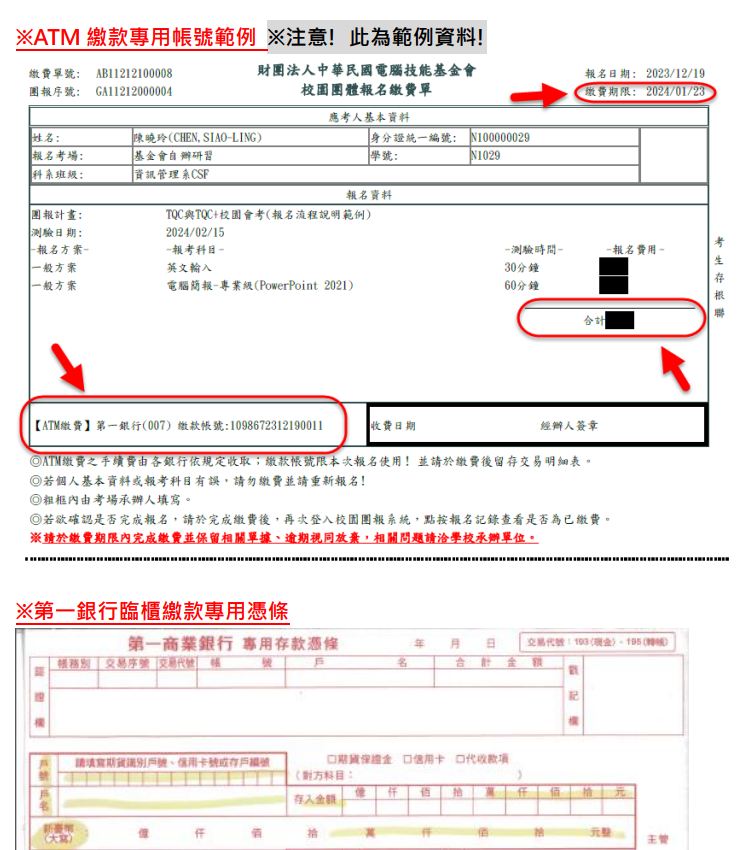 ※ATM 繳款專用帳號範例 ※注意! 此為範例資料!
繳費單號: AB11212100008 財團法人中華民國電腦技能基金會 報名日期: 2023/12/19
團報序號: GA11212000004 校園團體報名繳費單 繳費期限: 2024/01/23
應考人基本資料
姓名: 陳曉玲(CHEN, SIAO-LING) 身分證統一編號: N100000029
報名考場: 基金會自辦研習 學號: N1029
科系班級: 資訊管理系CSF
報名資料
團報計畫: TQC與TQC+校園會考(報名流程說明範例)
測驗日期: 2024/02/15
-報名方案- -報考科目- -測驗時間- -報名費用-
一般方案 英文輸入 30分鐘
一般方案 電腦簡報-專業級(PowerPoint 2021) 60分鐘
合計
考生存根聯
【ATM繳費】第一銀行(007) 繳款帳號:1098672312190011 收費日期 經辦人簽章
◎ATM繳費之手續費由各銀行依規定收取；繳款帳號限本次報名使用! 並請於繳費後留存交易明細表。
◎若個人基本資料或報考科目有誤，請勿繳費並請重新報名!
◎粗框內由考場承辦人填寫。
◎若欲確認是否完成報名，請於完成繳費後，再次登入校園團報系統，點按報名記錄查看是否為已繳費。
※請於繳費期限內完成繳費並保留相關單據、逾期視同放棄，相關問題請洽學校承辦單位。
※第一銀行臨櫃繳款專用憑條
第一商業銀行 專用存款憑條 年 月 日 交易代號：193(現金)、195(轉帳)
認證欄 帳務別 交易序號 交易代號 帳 號 戶 名 合 計 金 額 戳記欄
戶號 請填寫期貨識別戶號、信用卡號或存戶編號 □期貨保證金 □信用卡 □代收款項
(對方科目： )
戶名 存入金額 億 仟 佰 拾 萬 仟 佰 拾 元
新臺幣(大寫)： 億 仟 佰 拾 萬 仟 佰 拾 元整 主管